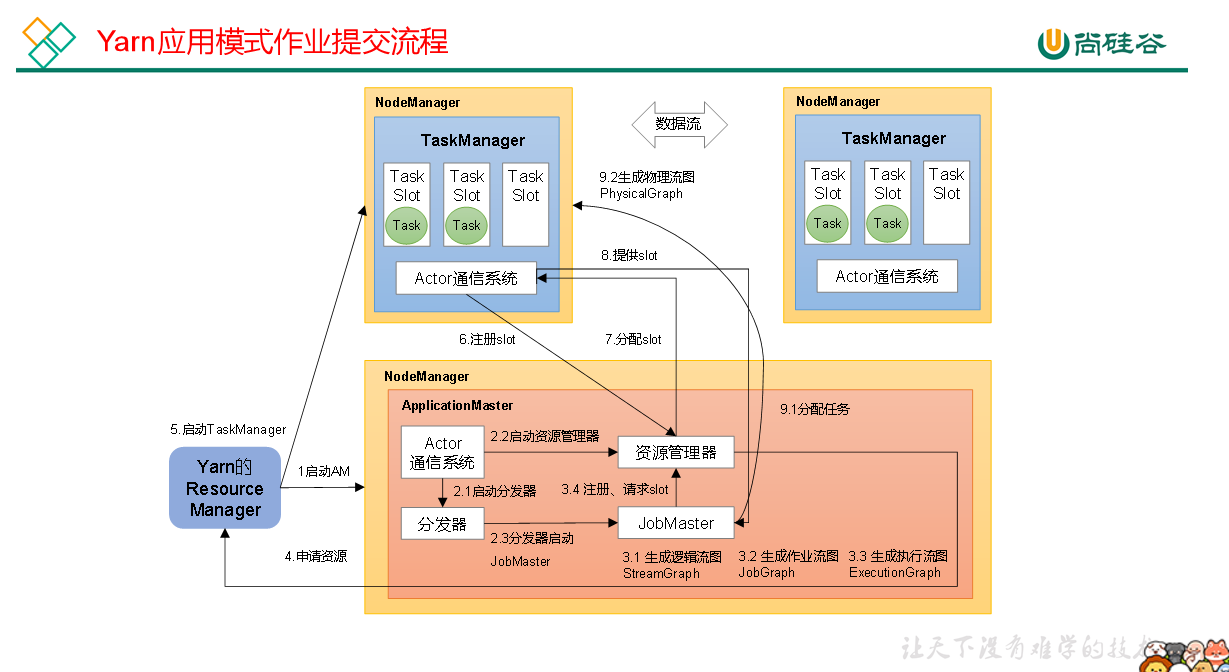 Yarn应用模式作业提交流程
尚硅谷
NodeManager
TaskManager
Task
Slot
Task
Task
Slot
Task
Task
Slot
Actor通信系统
数据流
NodeManager
TaskManager
Task
Slot
Task
Task
Slot
Task
Task
Slot
Actor通信系统
9.2生成物理流图
PhysicalGraph
8.提供slot
6.注册slot
7.分配slot
9.1分配任务
NodeManager
ApplicationMaster
5.启动TaskManager
Yarn的
Resource
Manager
1启动AM
4.申请资源
Actor
通信系统
2.2启动资源管理器
资源管理器
2.1启动分发器
3.4 注册、请求slot
分发器
2.3分发器启动
JobMaster
JobMaster
3.1 生成逻辑流图
StreamGraph
3.2 生成作业流图
JobGraph
3.3 生成执行流图
ExecutionGraph
让天下没有难学的技术